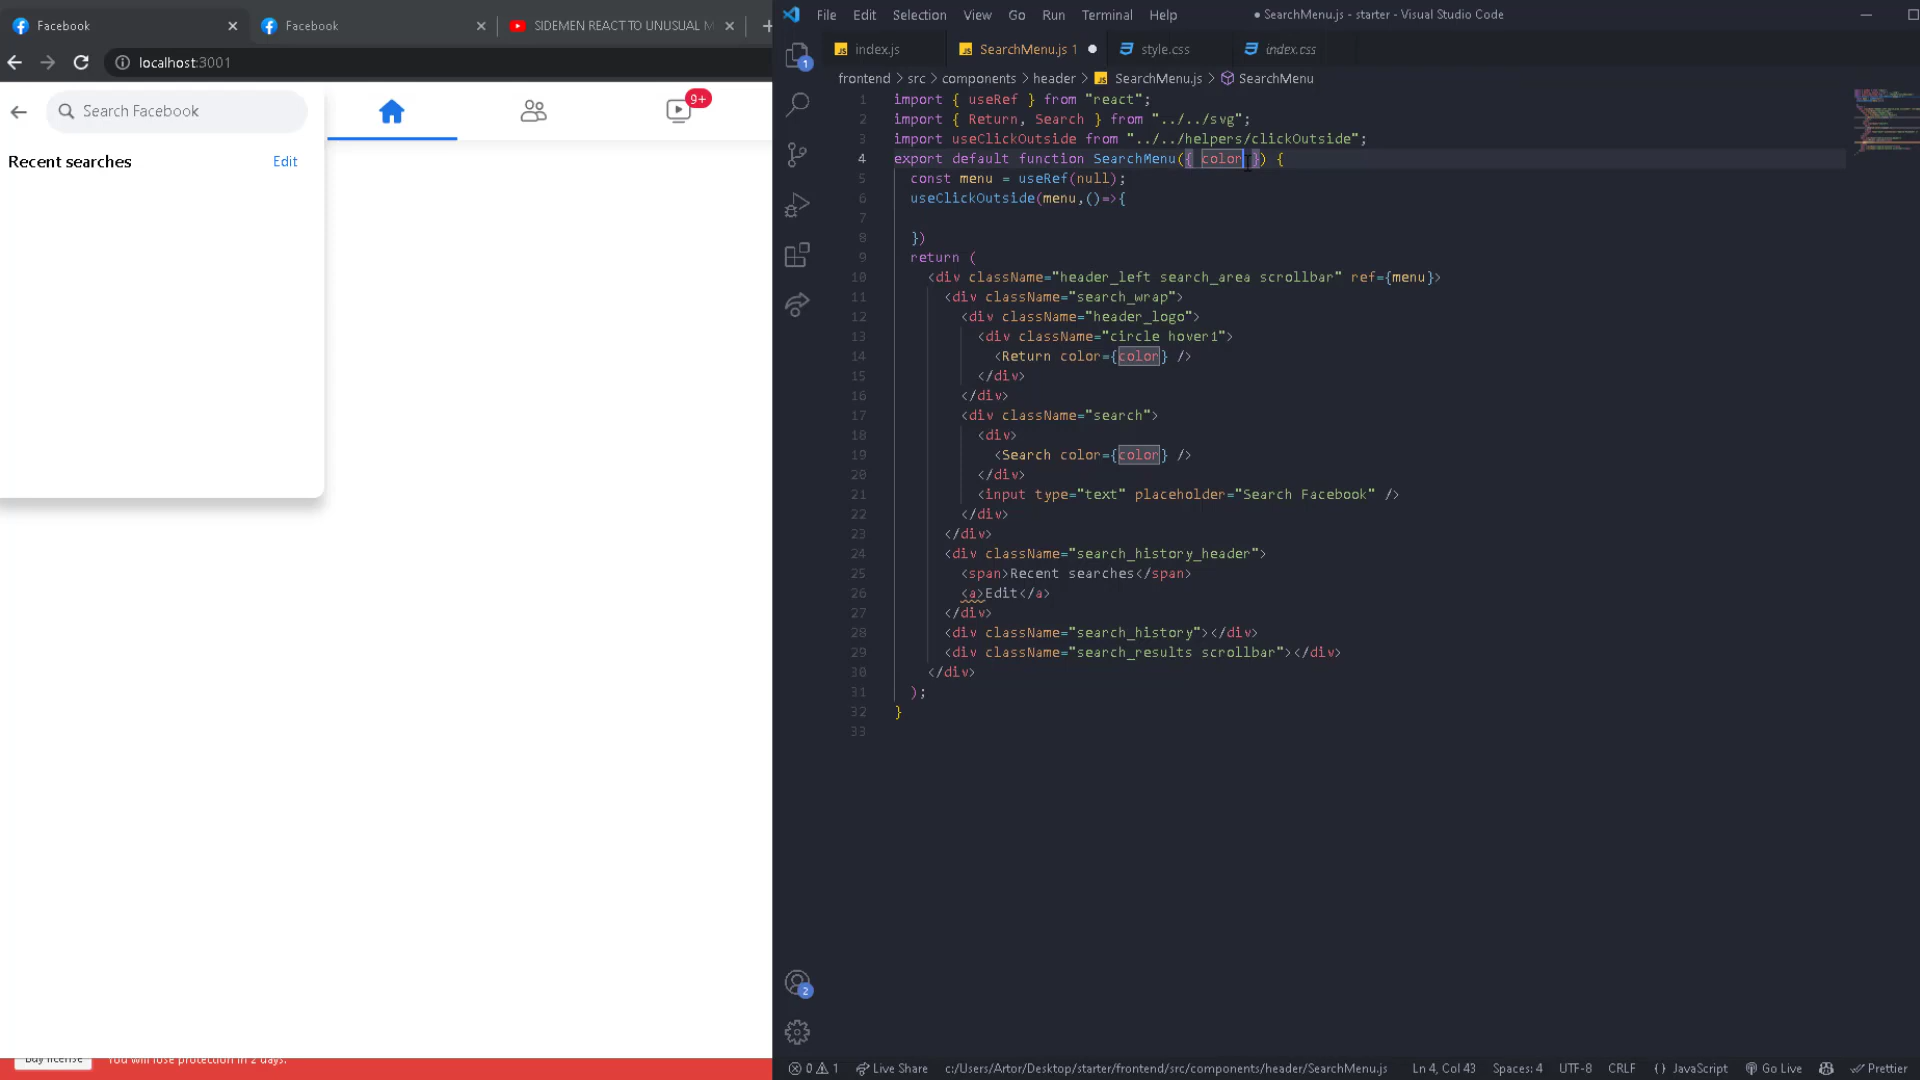 Facebook
Facebook
SIDEMEN REACT TO UNUSUAL M
localhost:3001
Search Facebook
9+
Recent searches
Edit
Buy license
You will lose protection in 2 days.
File Edit Selection View Go Run Terminal Help
● SearchMenu.js - starter - Visual Studio Code
index.js
SearchMenu.js 1
style.css
index.css
frontend > src > components > header > SearchMenu.js > SearchMenu
1 import { useRef } from "react";
2 import { Return, Search } from "../../svg";
3 import useClickOutside from "../../helpers/clickOutside";
4 export default function SearchMenu({ color }) {
5 const menu = useRef(null);
6 useClickOutside(menu,()=>{
7
8 })
9 return (
10 <div className="header_left search_area scrollbar" ref={menu}>
11 <div className="search_wrap">
12 <div className="header_logo">
13 <div className="circle hover1">
14 <Return color={color} />
15 </div>
16 </div>
17 <div className="search">
18 <div>
19 <Search color={color} />
20 </div>
21 <input type="text" placeholder="Search Facebook" />
22 </div>
23 </div>
24 <div className="search_history_header">
25 <span>Recent searches</span>
26 <a>Edit</a>
27 </div>
28 <div className="search_history"></div>
29 <div className="search_results scrollbar"></div>
30 </div>
31 );
32 }
33
1
2
0 1 Live Share c:/Users/Artor/Desktop/starter/frontend/src/components/header/SearchMenu.js Ln 4, Col 43 Spaces: 4 UTF-8 CRLF {} JavaScript Go Live Prettier